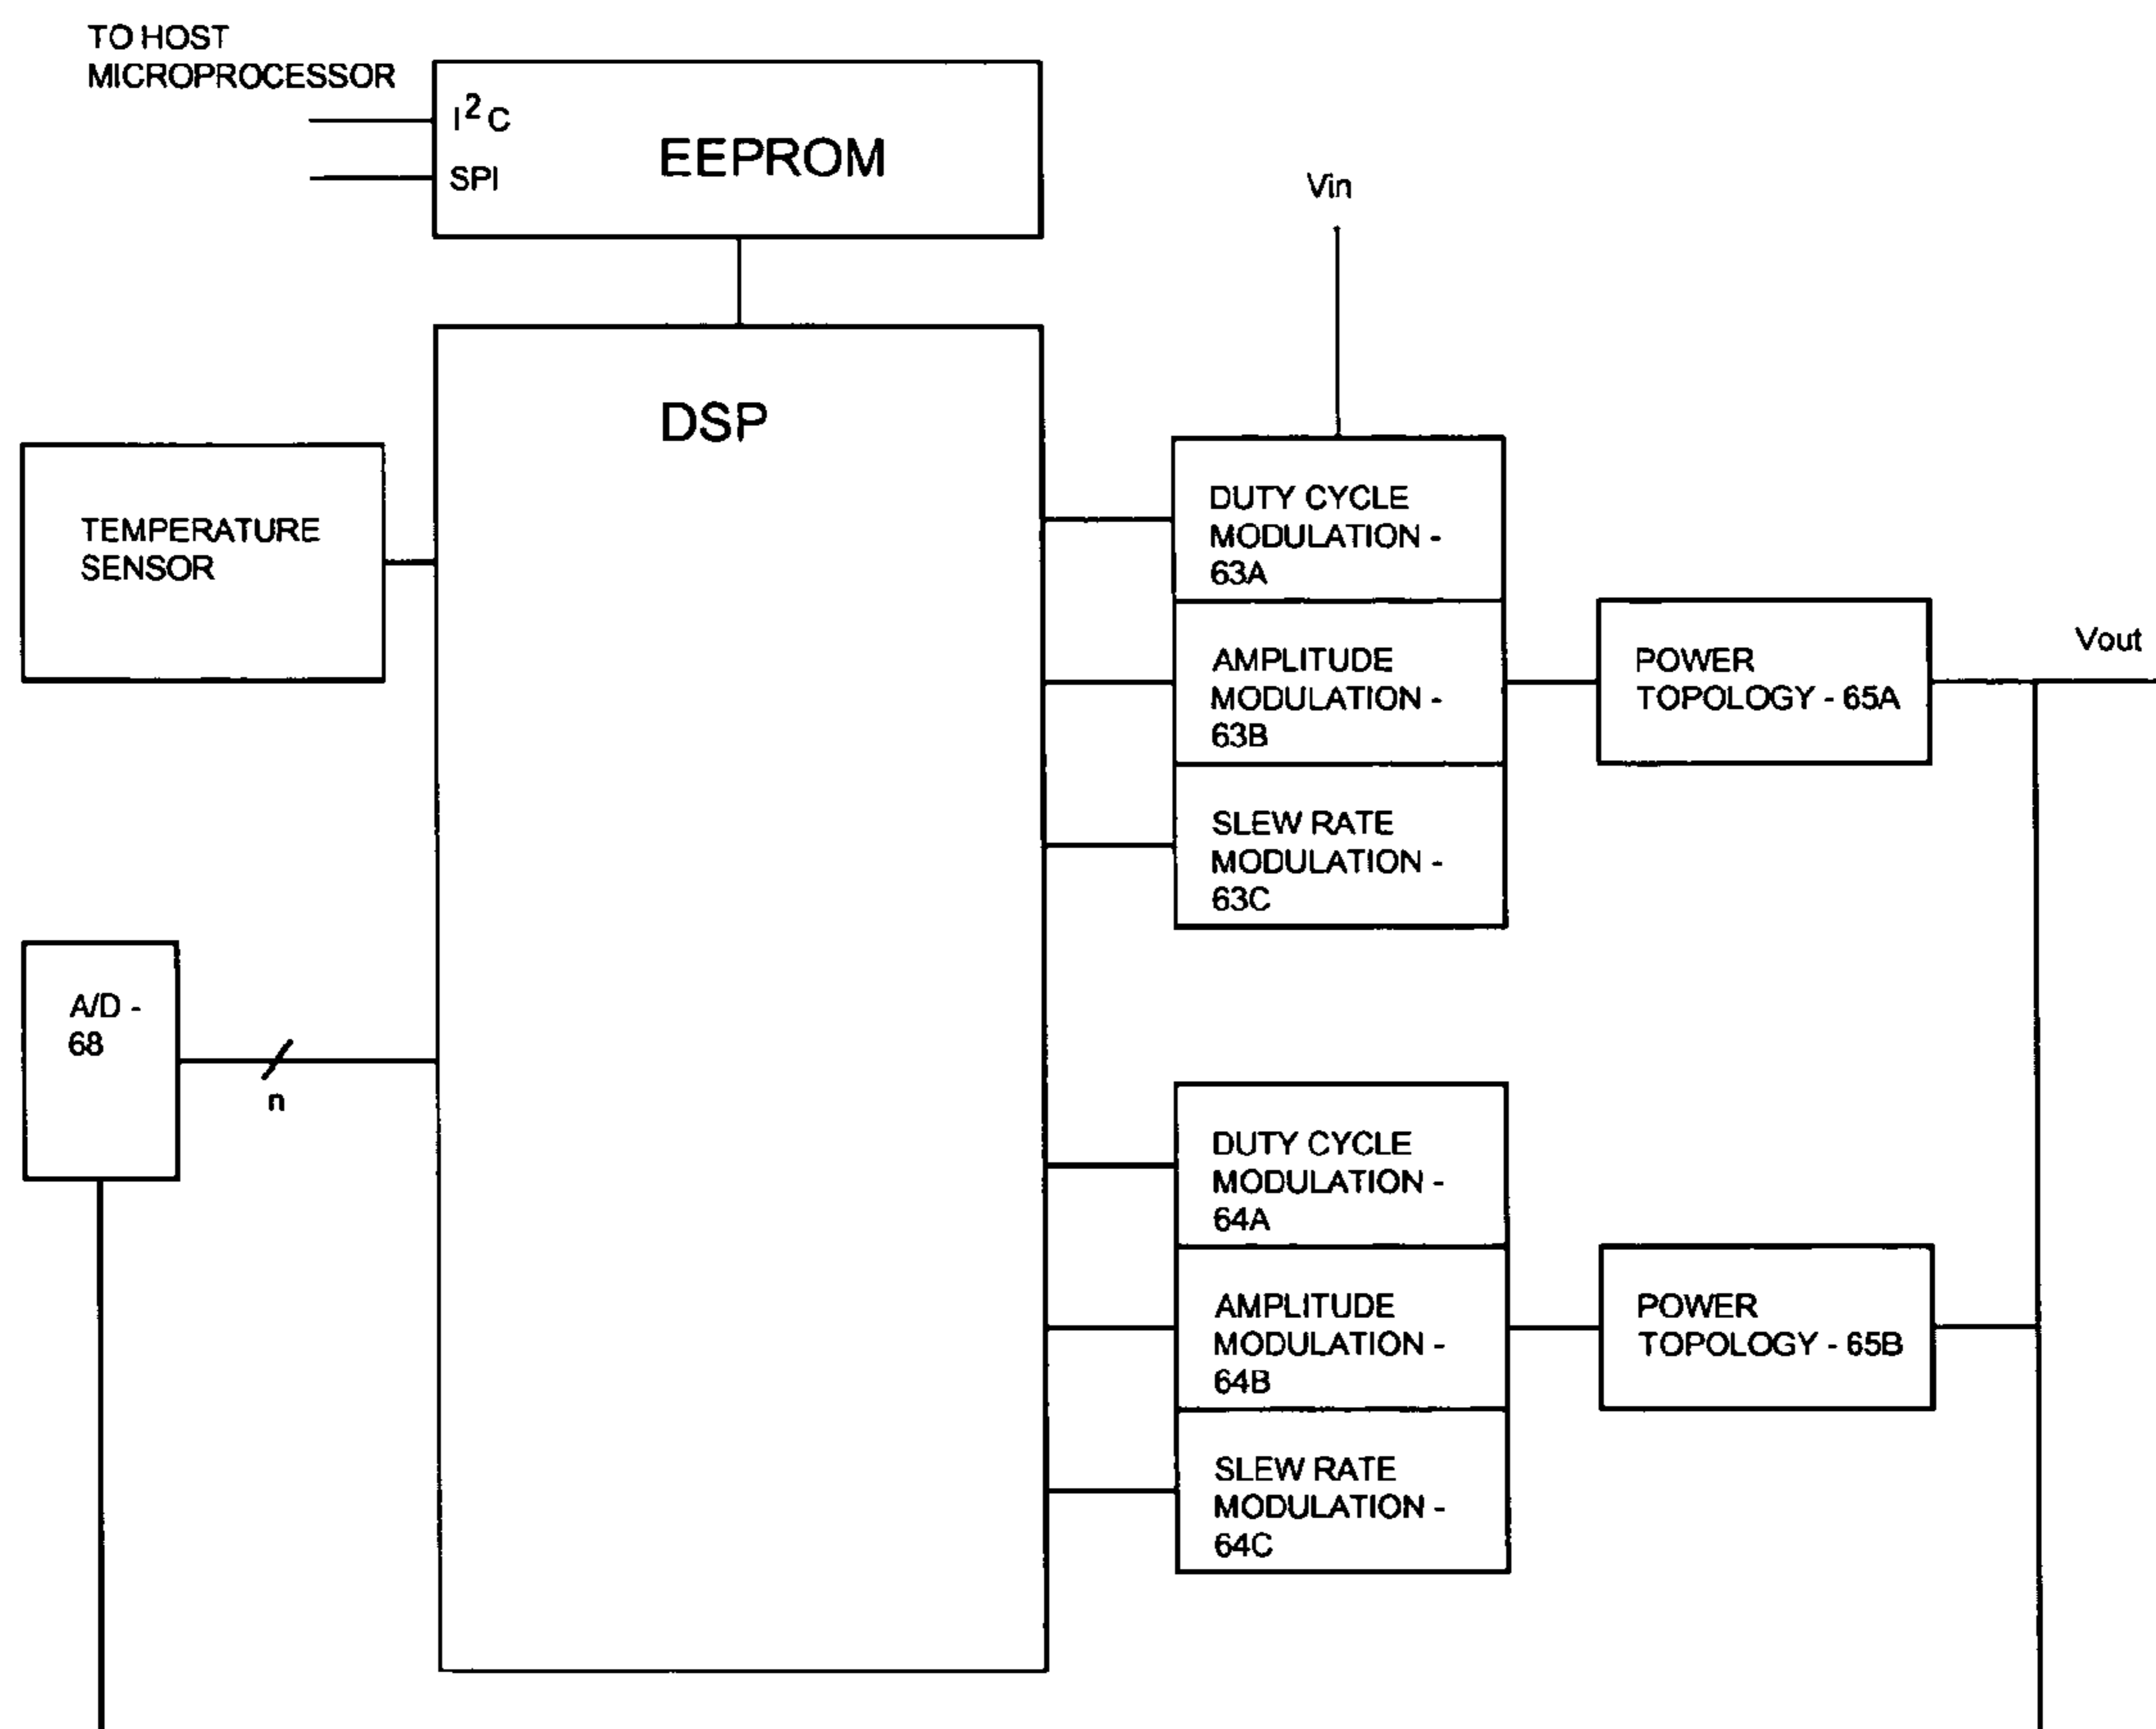 TO HOST
MICROPROCESSOR
I²C
EEPROM
SPI
Vin
DSP
TEMPERATURE
SENSOR
DUTY CYCLE
MODULATION -
63A
AMPLITUDE
MODULATION -
63B
SLEW RATE
MODULATION -
63C
POWER
TOPOLOGY - 65A
Vout
A/D -
68
n
DUTY CYCLE
MODULATION -
64A
AMPLITUDE
MODULATION -
64B
SLEW RATE
MODULATION -
64C
POWER
TOPOLOGY - 65B